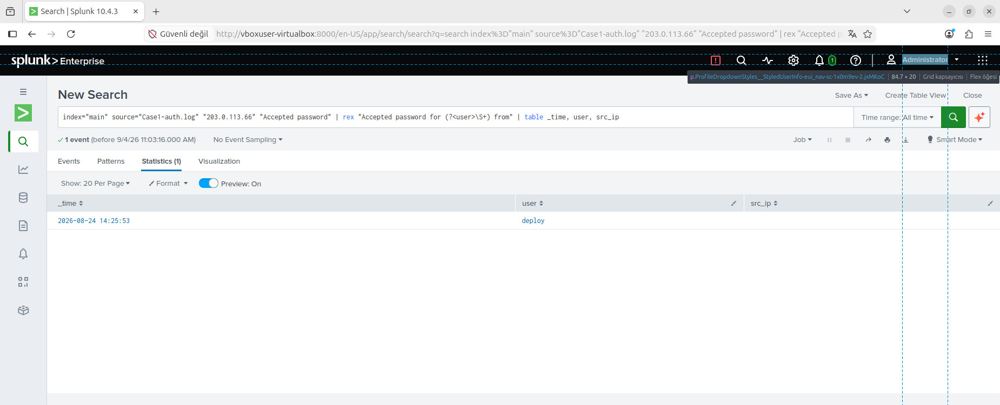 Search | Splunk 10.4.3
Güvenli değil
http://vboxuser-virtualbox:8000/en-US/app/search/search?q=search index%3D"main" source%3D"Case1-auth.log" "203.0.113.66" "Accepted password" | rex "Accepted p
splunk> Enterprise
1
Administrator
p.ProfileDropdownStyles__StyledUserInfo-eui_nav-sc-1x0m9ev-2.jxMKoC
84.7 × 20
Grid kapsayıcısı
Flex öğesi
New Search
Save As
Create Table View
Close
index="main" source="Case1-auth.log" "203.0.113.66" "Accepted password" | rex "Accepted password for (?<user>\S+) from" | table _time, user, src_ip
Time range: All time
✓ 1 event (before 9/4/26 11:03:16.000 AM)
No Event Sampling
Job
Smart Mode
Events
Patterns
Statistics (1)
Visualization
Show: 20 Per Page
Format
Preview: On
_time
user
src_ip
2026-08-24 14:25:53
deploy